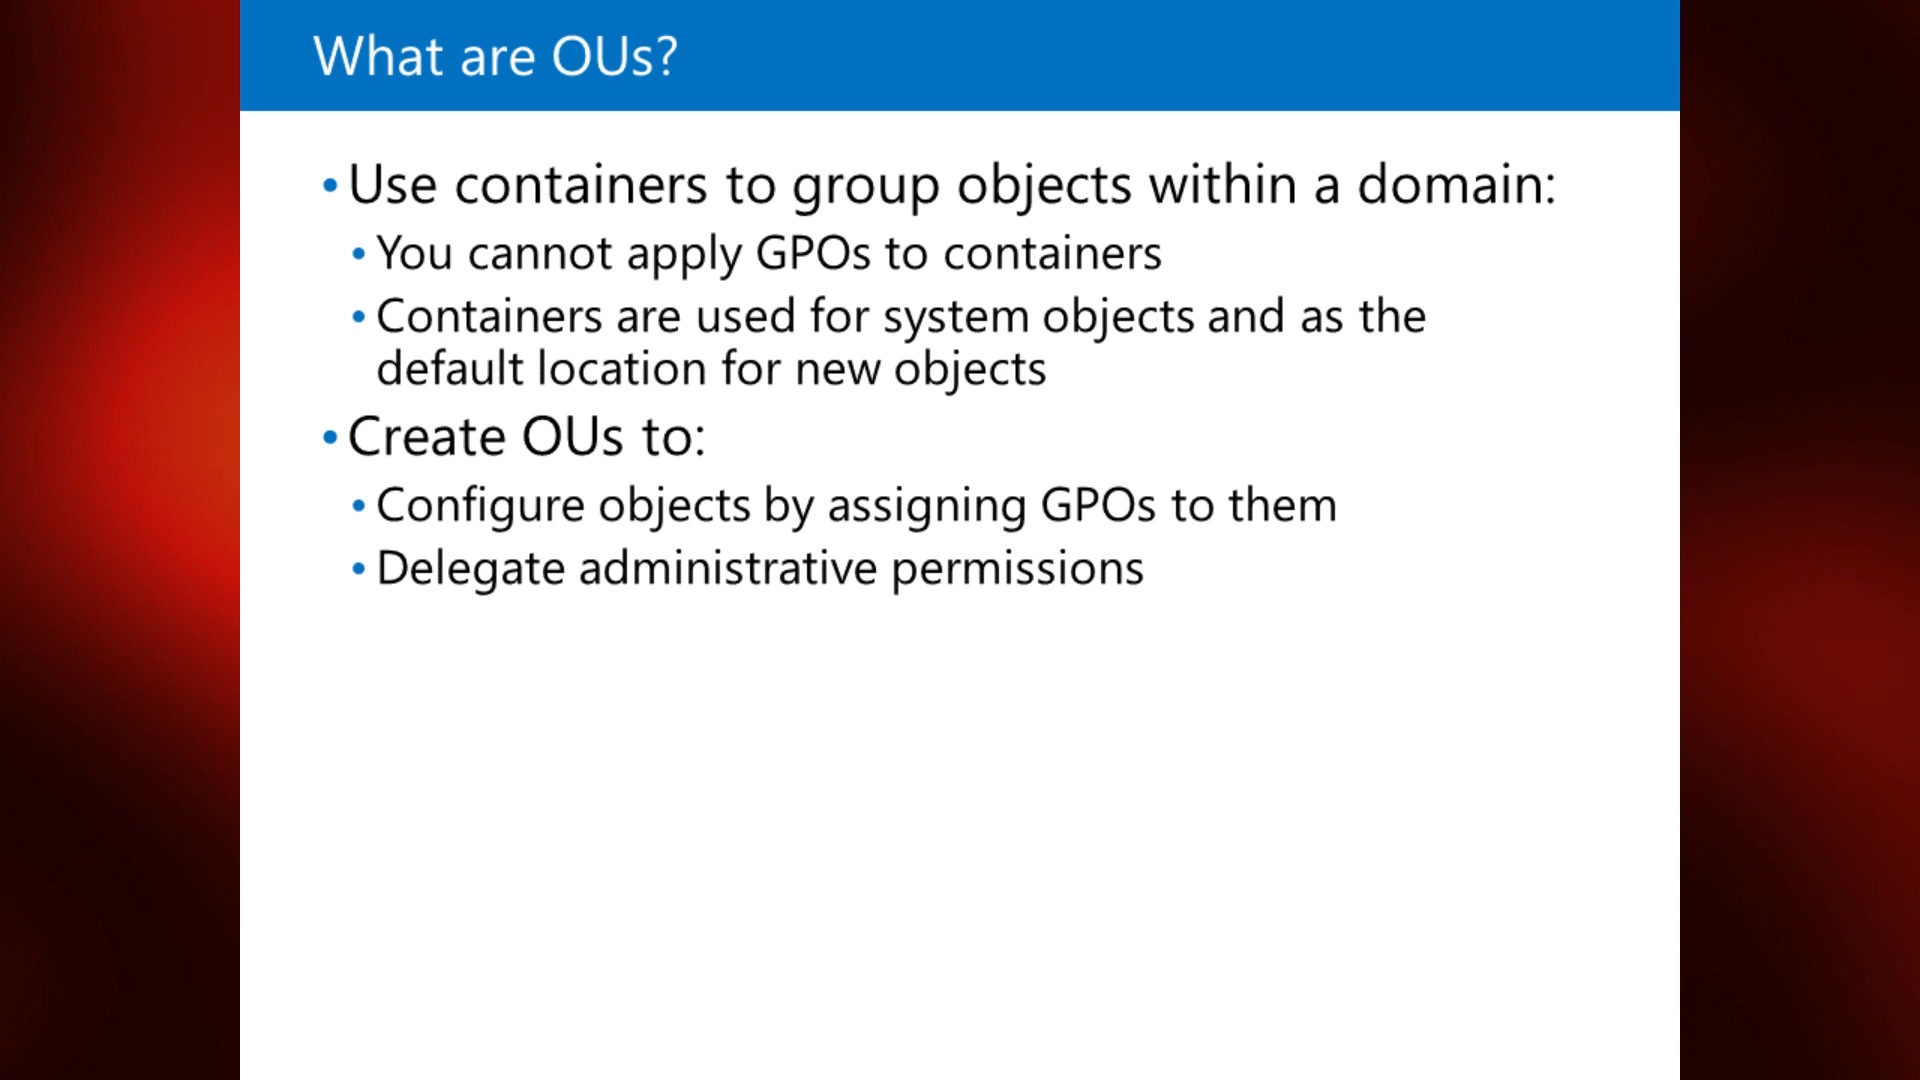 What are OUs?
• Use containers to group objects within a domain:
• You cannot apply GPOs to containers
• Containers are used for system objects and as the
default location for new objects
• Create OUs to:
• Configure objects by assigning GPOs to them
• Delegate administrative permissions